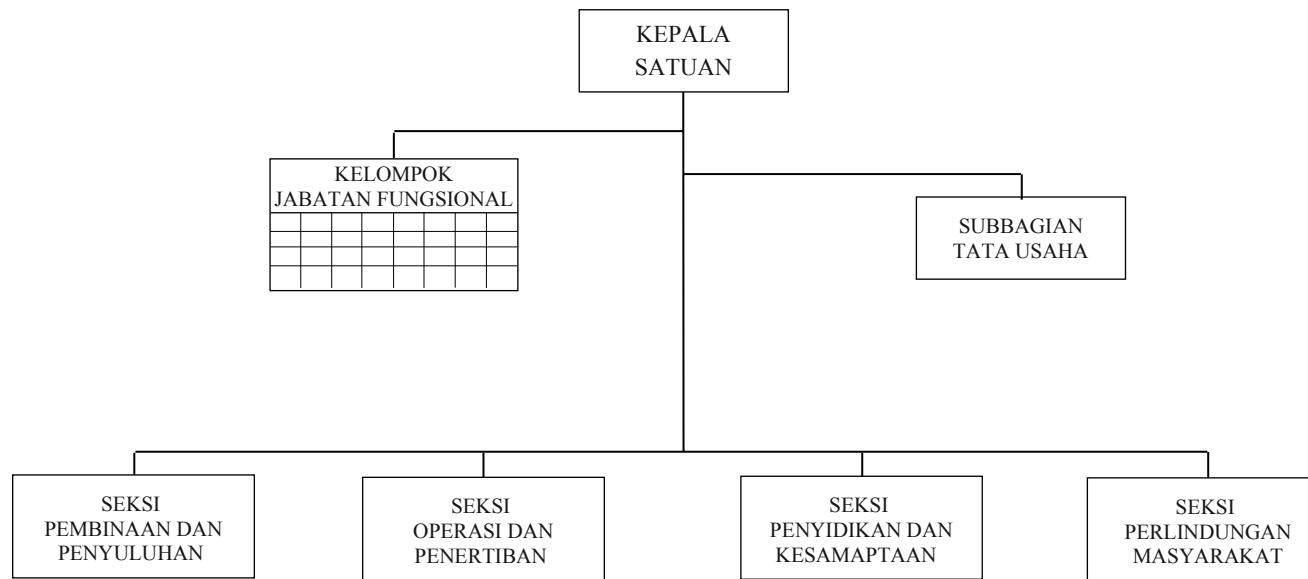 KEPALA
SATUAN
KELOMPOK
JABATAN FUNGSIONAL
SUBBAGIAN
TATA USAHA
SEKSI
PEMBINAAN DAN
PENYULUHAN
SEKSI
OPERASI DAN
PENERTIBAN
SEKSI
PENYIDIKAN DAN
KESAMAPTAAN
SEKSI
PERLINDUNGAN
MASYARAKAT